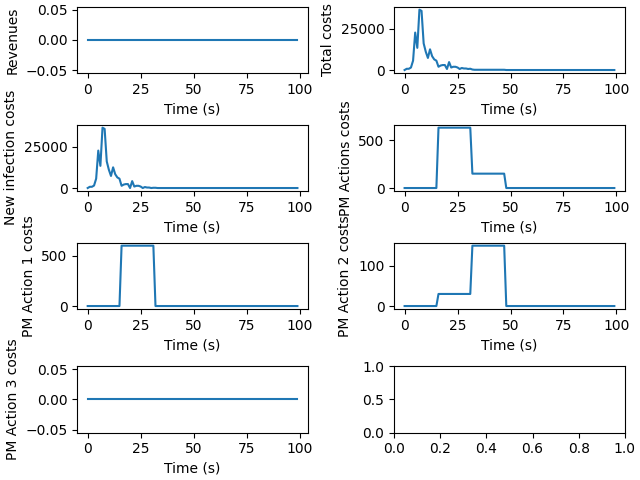 Revenues
0.05
0.00
−0.05
0 25 50 75 100
Time (s)
Total costs
25000
0
0 25 50 75 100
Time (s)
New infection costs
25000
0
0 25 50 75 100
Time (s)
PM Actions costs
500
0
0 25 50 75 100
Time (s)
PM Action 1 costs
500
0
0 25 50 75 100
Time (s)
PM Action 2 costs
100
0
0 25 50 75 100
Time (s)
PM Action 3 costs
0.05
0.00
−0.05
0 25 50 75 100
Time (s)
1.0
0.5
0.0
0.0 0.2 0.4 0.6 0.8 1.0